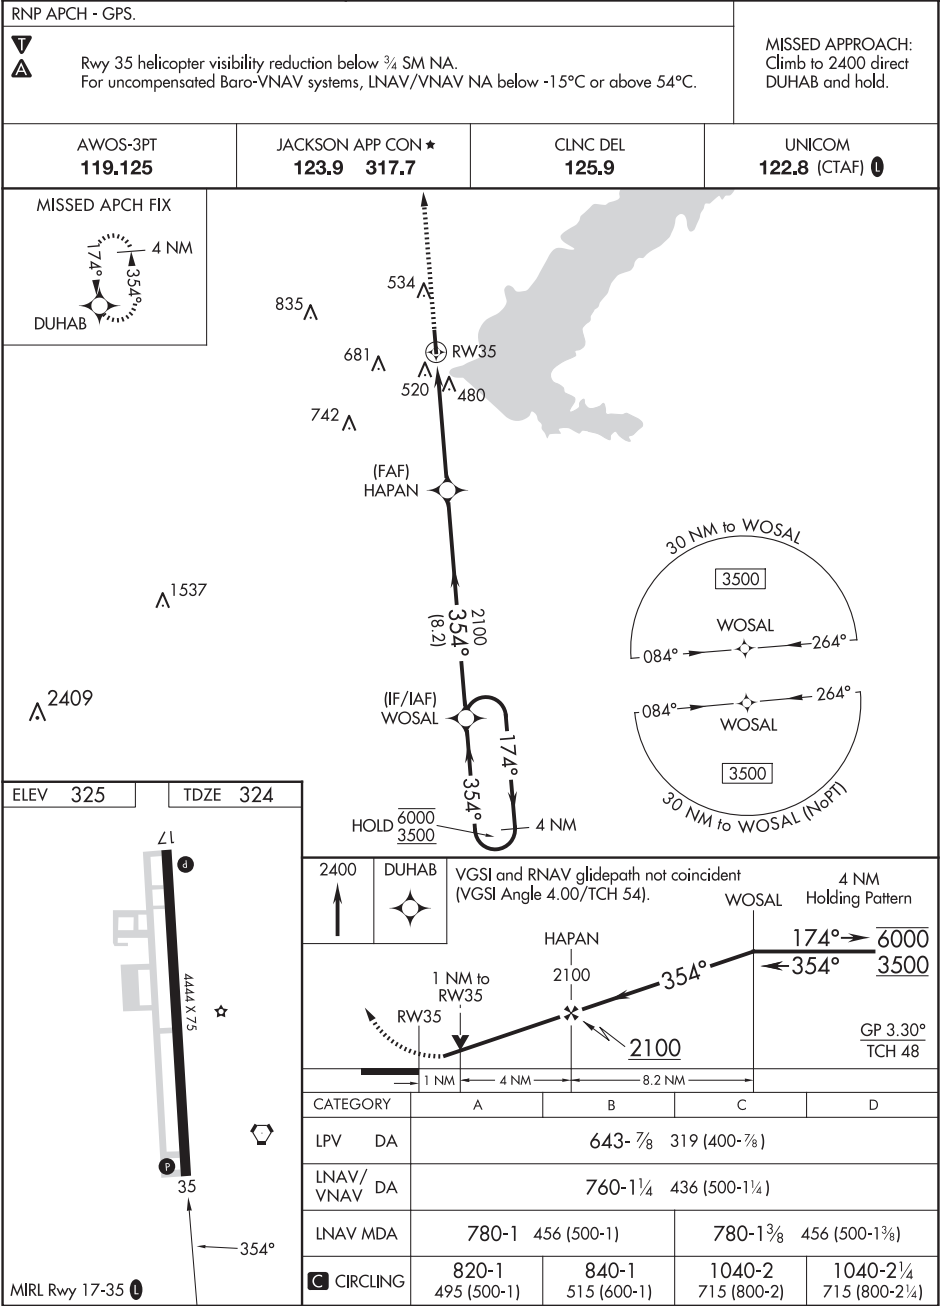 RNP APCH - GPS.
T
A
Rwy 35 helicopter visibility reduction below ¾ SM NA.
For uncompensated Baro-VNAV systems, LNAV/VNAV NA below -15°C or above 54°C.
MISSED APPROACH:
Climb to 2400 direct
DUHAB and hold.
AWOS-3PT
119.125
JACKSON APP CON ★
123.9 317.7
CLNC DEL
125.9
UNICOM
122.8 (CTAF) L
MISSED APCH FIX
4 NM
174°
354°
DUHAB
534
835
RW35
681
520
480
742
(FAF)
HAPAN
1537
2100
354°
(8.2)
2409
(IF/IAF)
WOSAL
174°
354°
HOLD 6000
3500
4 NM
30 NM to WOSAL
3500
WOSAL
084°
264°
084°
264°
WOSAL
3500
30 NM to WOSAL (NoPT)
ELEV 325
TDZE 324
17
P
4444 X 75
P
35
354°
MIRL Rwy 17-35 L
2400
DUHAB
VGSI and RNAV glidepath not coincident
(VGSI Angle 4.00/TCH 54).
WOSAL
4 NM
Holding Pattern
HAPAN
2100
174° 6000
354° 3500
354°
1 NM to
RW35
RW35
2100
GP 3.30°
TCH 48
1 NM
4 NM
8.2 NM
CATEGORY A B C D
LPV DA 643-⅞ 319 (400-⅞)
LNAV/
VNAV DA 760-1¼ 436 (500-1¼)
LNAV MDA 780-1 456 (500-1) 780-1⅜ 456 (500-1⅜)
C CIRCLING 820-1 840-1 1040-2 1040-2¼
495 (500-1) 515 (600-1) 715 (800-2) 715 (800-2¼)